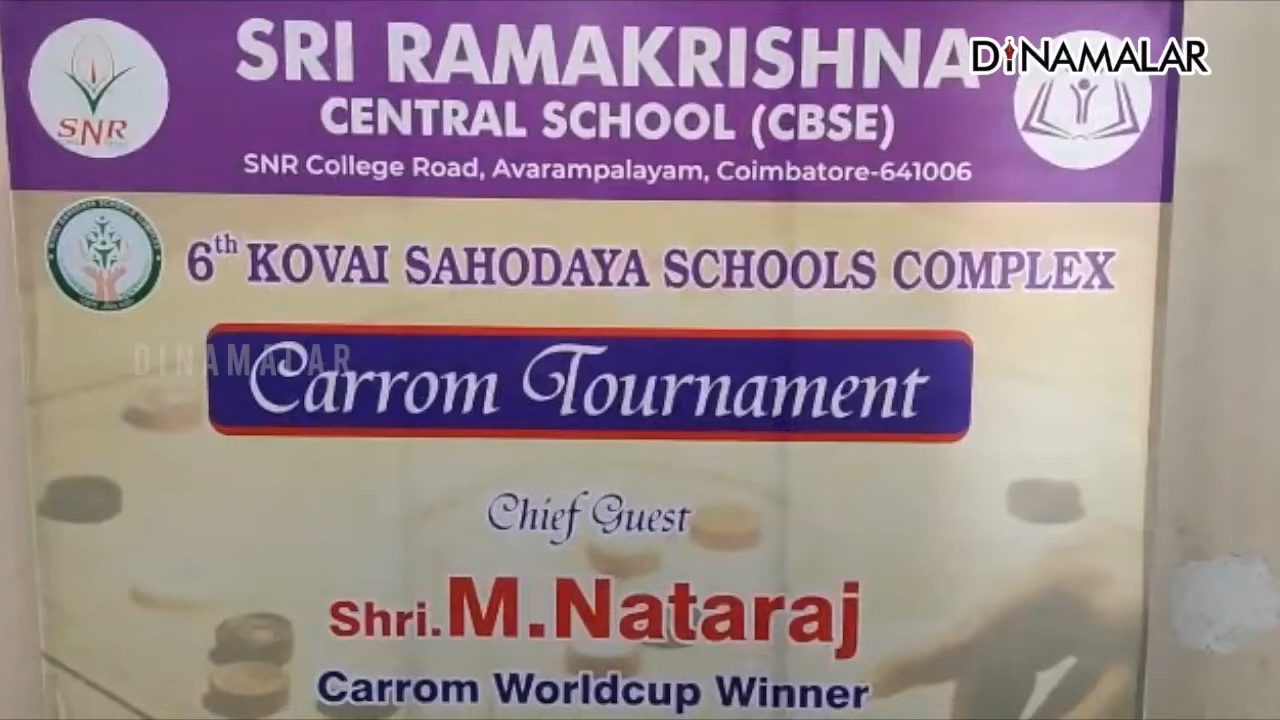 SRI RAMAKRISHNA
DINAMALAR
CENTRAL SCHOOL (CBSE)
SNR
SNR College Road, Avarampalayam, Coimbatore-641006
6th KOVAI SAHODAYA SCHOOLS COMPLEX
DINAMALAR
Carrom Tournament
Chief Guest
Shri.M.Nataraj
Carrom Worldcup Winner